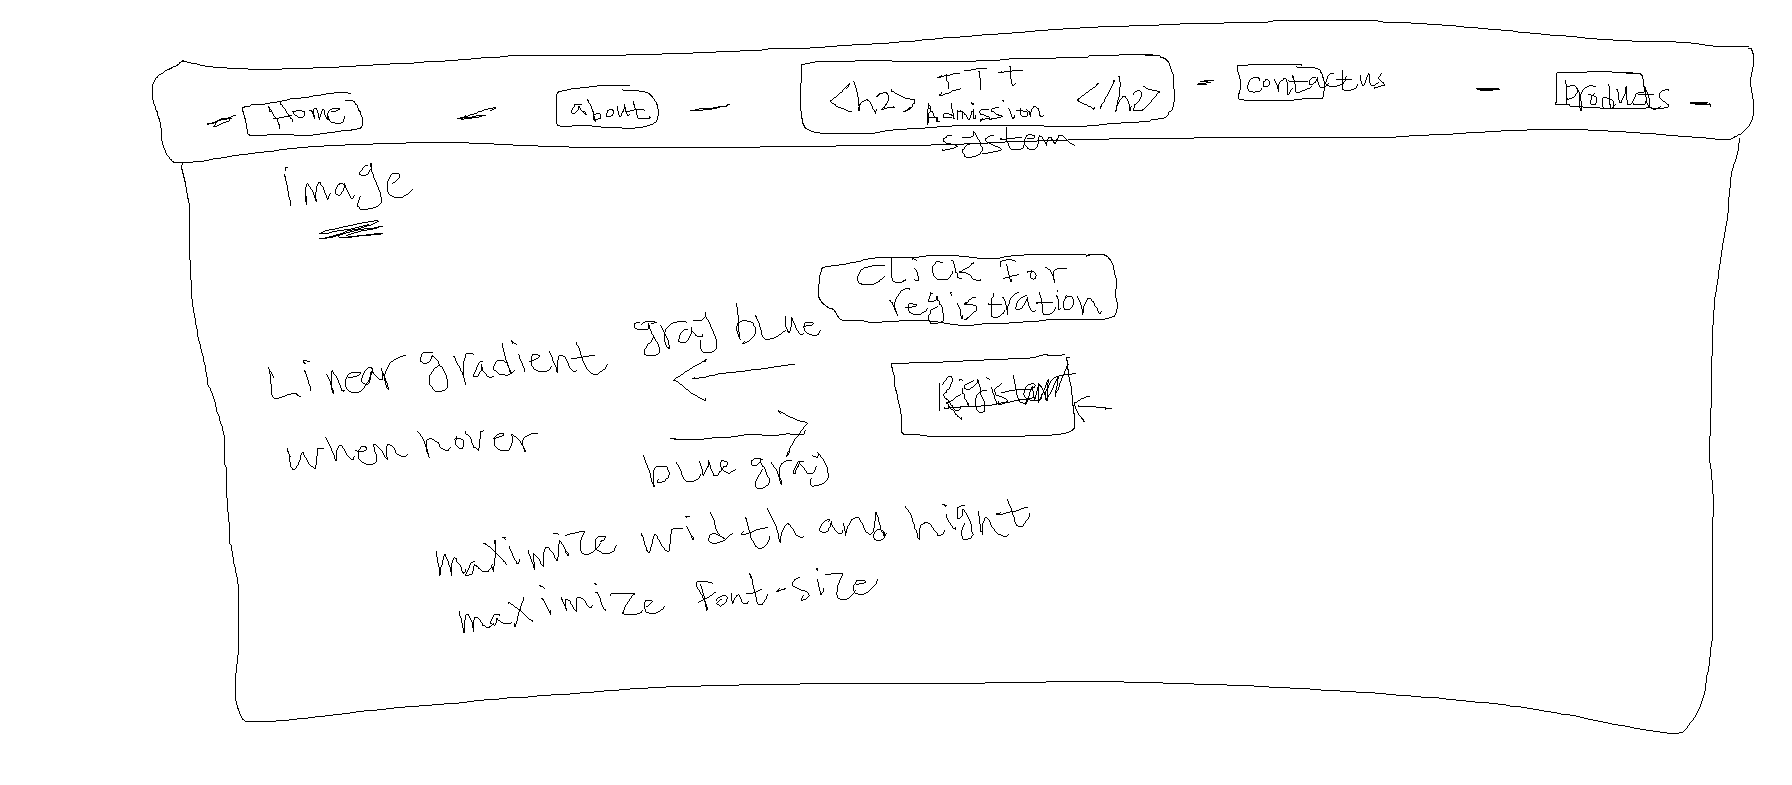 Home
about
<h2> ITt </h2>
Admission
system
contactus
products
image
CLiCK For
registration
Linear gradient
gray blue
when hover
blue gray
maximize width and hight
maximize font-size